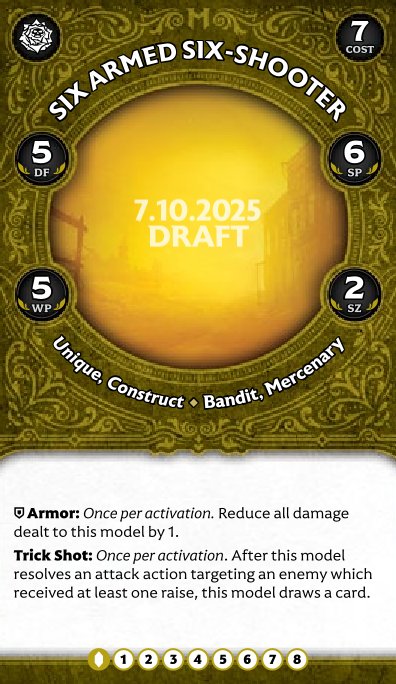 M
7
COST
SIX ARMED SIX-SHOOTER
5
DF
6
SP
7.10.2025
DRAFT
5
WP
2
SZ
Unique, Construct ◆ Bandit, Mercenary
Armor: Once per activation. Reduce all damage
dealt to this model by 1.
Trick Shot: Once per activation. After this model
resolves an attack action targeting an enemy which
received at least one raise, this model draws a card.
1 2 3 4 5 6 7 8